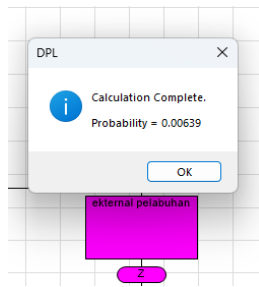 DPL
Calculation Complete.
Probability = 0.00639
OK
ekternal pelabuhan
Z